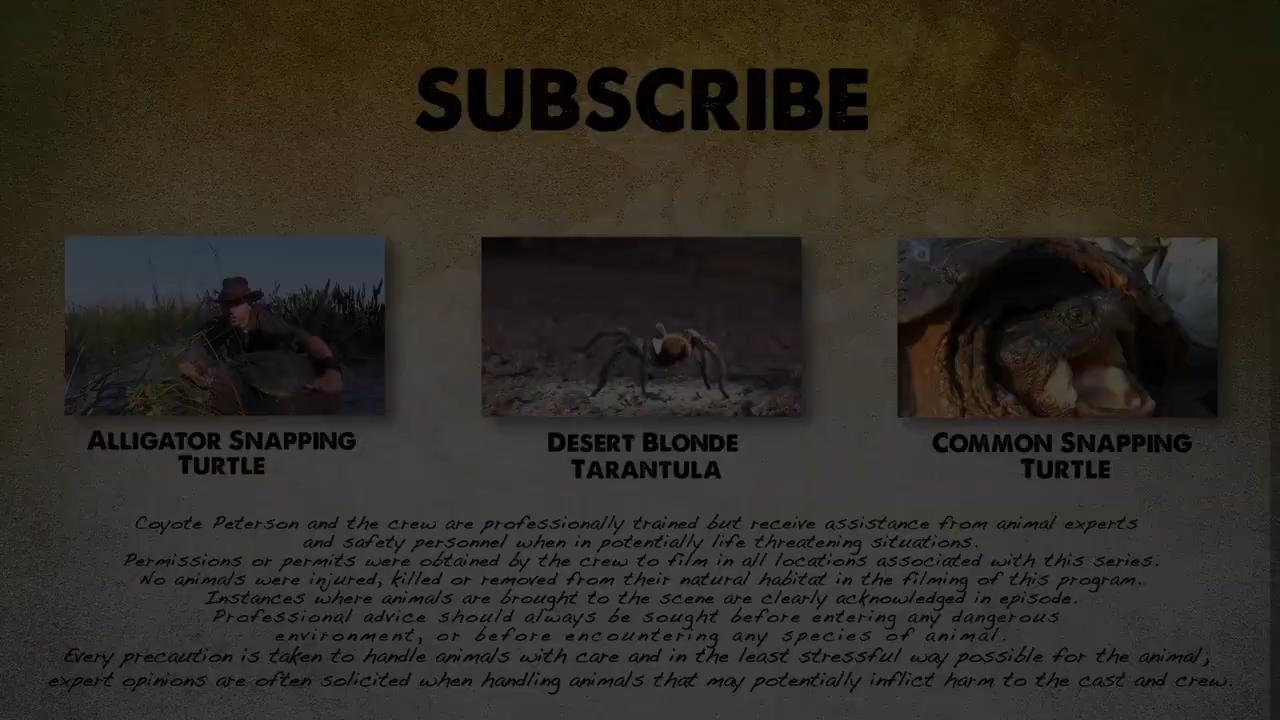 SUBSCRIBE
ALLIGATOR SNAPPING
TURTLE
DESERT BLONDE
TARANTULA
COMMON SNAPPING
TURTLE
Coyote Peterson and the crew are professionally trained but receive assistance from animal experts
and safety personnel when in potentially life threatening situations.
Permissions or permits were obtained by the crew to film in all locations associated with this series.
No animals were injured, killed or removed from their natural habitat in the filming of this program.
Instances where animals are brought to the scene are clearly acknowledged in episode.
Professional advice should always be sought before entering any dangerous
environment, or before encountering any species of animal.
Every precaution is taken to handle animals with care and in the least stressful way possible for the animal;
expert opinions are often solicited when handling animals that may potentially inflict harm to the cast and crew.